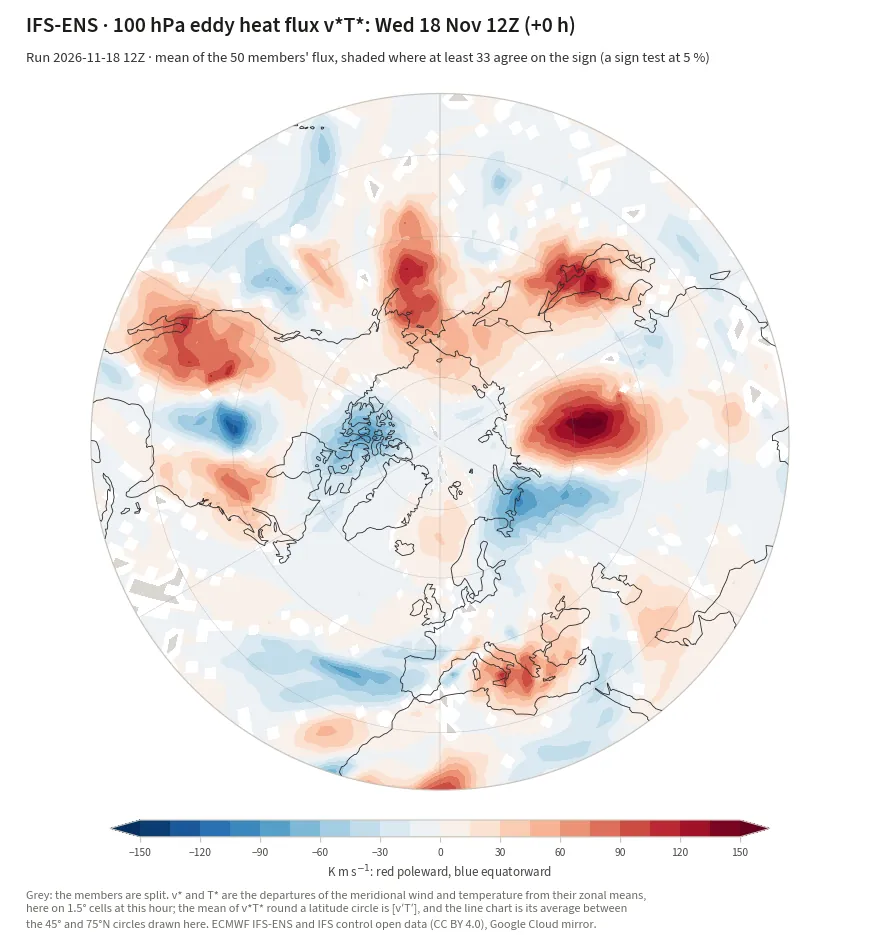 IFS-ENS · 100 hPa eddy heat flux v*T*: Wed 18 Nov 12Z (+0 h)
Run 2026-11-18 12Z · mean of the 50 members' flux, shaded where at least 33 agree on the sign (a sign test at 5 %)
−150 −120 −90 −60 −30 0 30 60 90 120 150
K m s⁻¹: red poleward, blue equatorward
Grey: the members are split. v* and T* are the departures of the meridional wind and temperature from their zonal means,
here on 1.5° cells at this hour; the mean of v*T* round a latitude circle is [v'T'], and the line chart is its average between
the 45° and 75°N circles drawn here. ECMWF IFS-ENS and IFS control open data (CC BY 4.0), Google Cloud mirror.